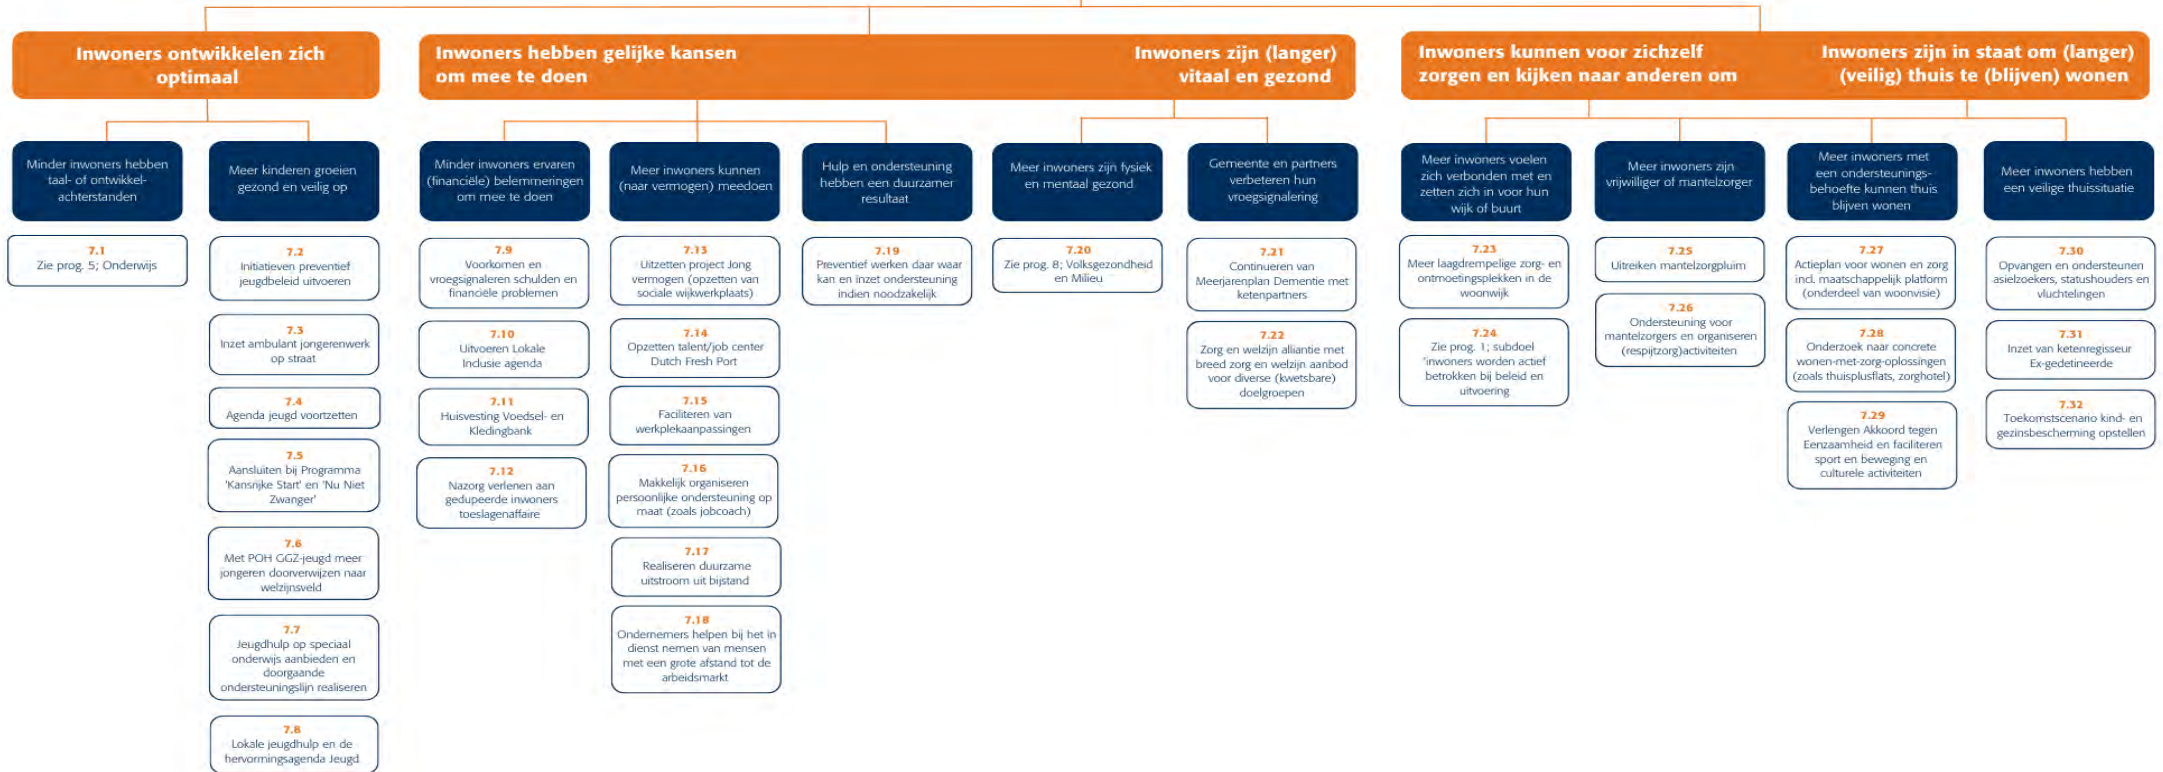 Inwoners ontwikkelen zich
optimaal
Minder inwoners hebben
taal- of ontwikkel-
achterstanden
7.1
Zie prog. 5; Onderwijs
Meer kinderen groeien
gezond en veilig op
7.2
Initiatieven preventief
jeugdbeleid uitvoeren
7.3
Inzet ambulant jongerenwerk
op straat
7.4
Agenda jeugd voortzetten
7.5
Aansluiten bij Programma
'Kansrijke Start' en 'Nu Niet
Zwanger'
7.6
Met POH GGZ-jeugd meer
jongeren doorverwijzen naar
welzijnsveld
7.7
Jeugdhulp op speciaal
onderwijs aanbieden en
doorgaande
ondersteuningslijn realiseren
7.8
Lokale jeugdhulp en de
hervormingsagenda Jeugd
Inwoners hebben gelijke kansen
om mee te doen
Inwoners zijn (langer)
vitaal en gezond
Minder inwoners ervaren
(financiële) belemmeringen
om mee te doen
7.9
Voorkomen en
vroegsignaleren schulden en
financiële problemen
7.10
Uitvoeren Lokale
Inclusie agenda
7.11
Huisvesting Voedsel- en
Kledingbank
7.12
Nazorg verlenen aan
gedupeerde inwoners
toeslagenaffaire
Meer inwoners kunnen
(naar vermogen) meedoen
7.13
Uitzetten project Jong
vermogen (opzetten van
sociale wijkwerkplaats)
7.14
Opzetten talent/job center
Dutch Fresh Port
7.15
Faciliteren van
werkplekaanpassingen
7.16
Makkelijk organiseren
persoonlijke ondersteuning op
maat (zoals jobcoach)
7.17
Realiseren duurzame
uitstroom uit bijstand
7.18
Ondernemers helpen bij het in
dienst nemen van mensen
met een grote afstand tot de
arbeidsmarkt
Hulp en ondersteuning
hebben een duurzamer
resultaat
7.19
Preventief werken daar waar
kan en inzet ondersteuning
indien noodzakelijk
Meer inwoners zijn fysiek
en mentaal gezond
7.20
Zie prog. 8; Volksgezondheid
en Milieu
Gemeente en partners
verbeteren hun
vroegsignalering
7.21
Continueren van
Meerjarenplan Dementie met
ketenpartners
7.22
Zorg en welzijn alliantie met
breed zorg en welzijn aanbod
voor diverse (kwetsbare)
doelgroepen
Inwoners kunnen voor zichzelf
zorgen en kijken naar anderen om
Inwoners zijn in staat om (langer)
(veilig) thuis te (blijven) wonen
Meer inwoners voelen
zich verbonden met en
zetten zich in voor hun
wijk of buurt
7.23
Meer laagdrempelige zorg- en
ontmoetingsplekken in de
woonwijk
7.24
Zie prog. 1; subdoel
'inwoners worden actief
betrokken bij beleid en
uitvoering
Meer inwoners zijn
vrijwilliger of mantelzorger
7.25
Uitreiken mantelzorgpluim
7.26
Ondersteuning voor
mantelzorgers en organiseren
(respijtzorg)activiteiten
Meer inwoners met
een ondersteunings-
behoefte kunnen thuis
blijven wonen
7.27
Actieplan voor wonen en zorg
incl. maatschappelijk platform
(onderdeel van woonvisie)
7.28
Onderzoek naar concrete
wonen-met-zorg-oplossingen
(zoals thuisplusflats, zorghotel)
7.29
Verlengen Akkoord tegen
Eenzaamheid en faciliteren
sport en beweging en
culturele activiteiten
Meer inwoners hebben
een veilige thuissituatie
7.30
Opvangen en ondersteunen
asielzoekers, statushouders en
vluchtelingen
7.31
Inzet van ketenregisseur
Ex-gedetineerde
7.32
Toekomstscenario kind- en
gezinsbescherming opstellen